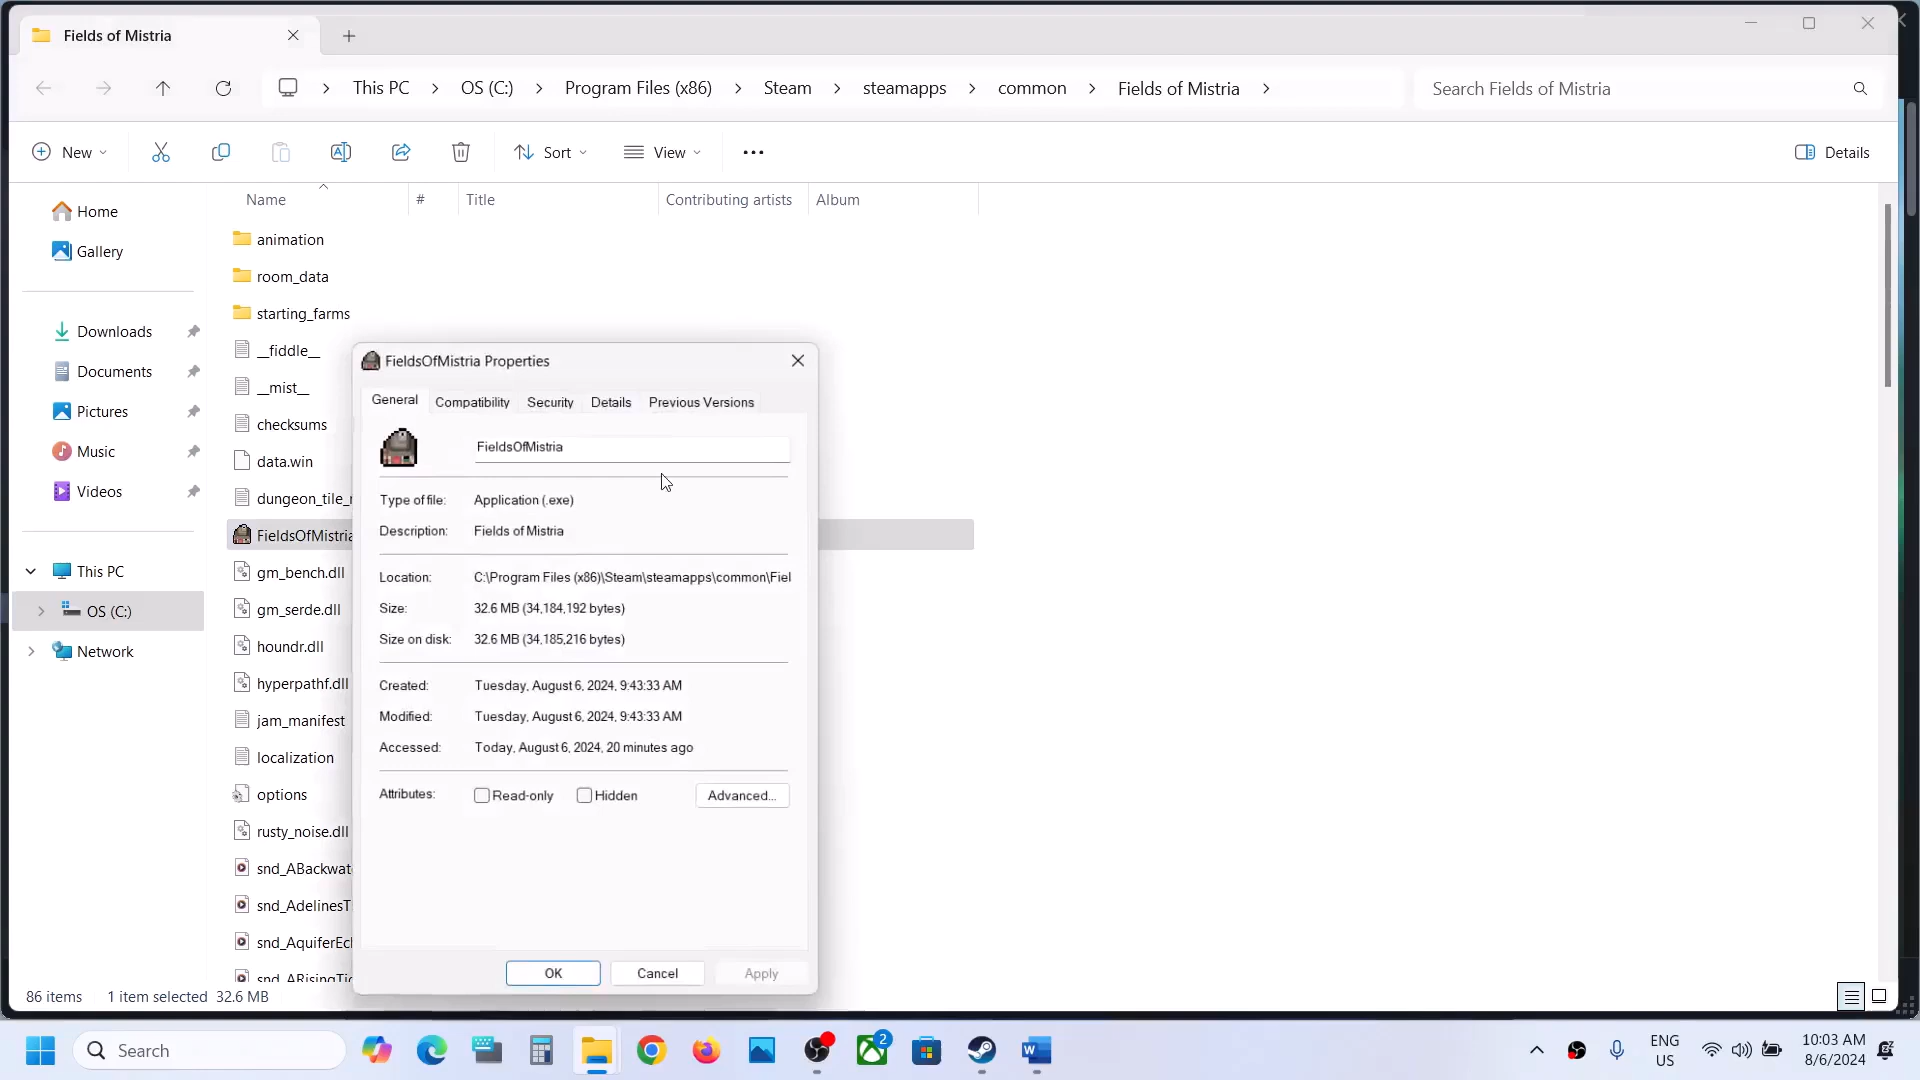 Fields of Mistria
This PC
OS (C:)
Program Files (x86)
Steam
steamapps
common
Fields of Mistria
Search Fields of Mistria
New
Sort
View
Details
Home
Gallery
Downloads
Documents
Pictures
Music
Videos
This PC
OS (C:)
Network
Name
#
Title
Contributing artists
Album
animation
room_data
starting_farms
__fiddle__
__mist__
checksums
data.win
dungeon_tile_
FieldsOfMistria
gm_bench.dll
gm_serde.dll
houndr.dll
hyperpathf.dll
jam_manifest
localization
options
rusty_noise.dll
snd_ABackwat
snd_AdelinesT
snd_AquiferEc
snd_ARisingTi
FieldsOfMistria Properties
General
Compatibility
Security
Details
Previous Versions
FieldsOfMistria
Type of file: Application (.exe)
Description: Fields of Mistria
Location: C:\Program Files (x86)\Steam\steamapps\common\Fiel
Size: 32.6 MB (34,184,192 bytes)
Size on disk: 32.6 MB (34,185,216 bytes)
Created: Tuesday, August 6, 2024, 9:43:33 AM
Modified: Tuesday, August 6, 2024, 9:43:33 AM
Accessed: Today, August 6, 2024, 20 minutes ago
Attributes: Read-only Hidden Advanced...
OK Cancel Apply
86 items 1 item selected 32.6 MB
Search
2
ENG
US
10:03 AM
8/6/2024